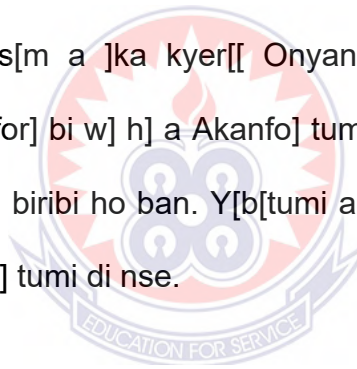 s[m a ]ka kyer[[ Onyan
for] bi w] h] a Akanfo] tum
biribi ho ban. Y[b[tumi a
] tumi di nse.
EDUCATION FOR SERVICE